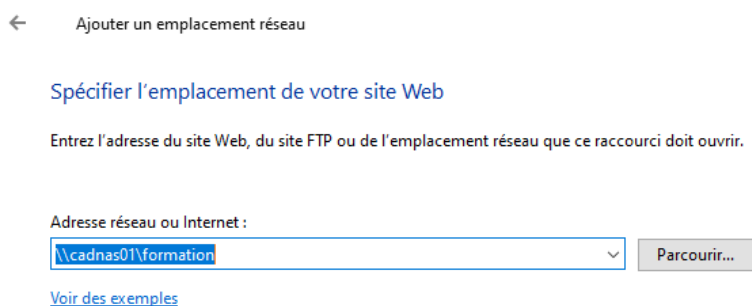 Ajouter un emplacement réseau
Spécifier l’emplacement de votre site Web
Entrez l’adresse du site Web, du site FTP ou de l’emplacement réseau que ce raccourci doit ouvrir.
Adresse réseau ou Internet :
\\cadnas01\formation
Parcourir...
Voir des exemples